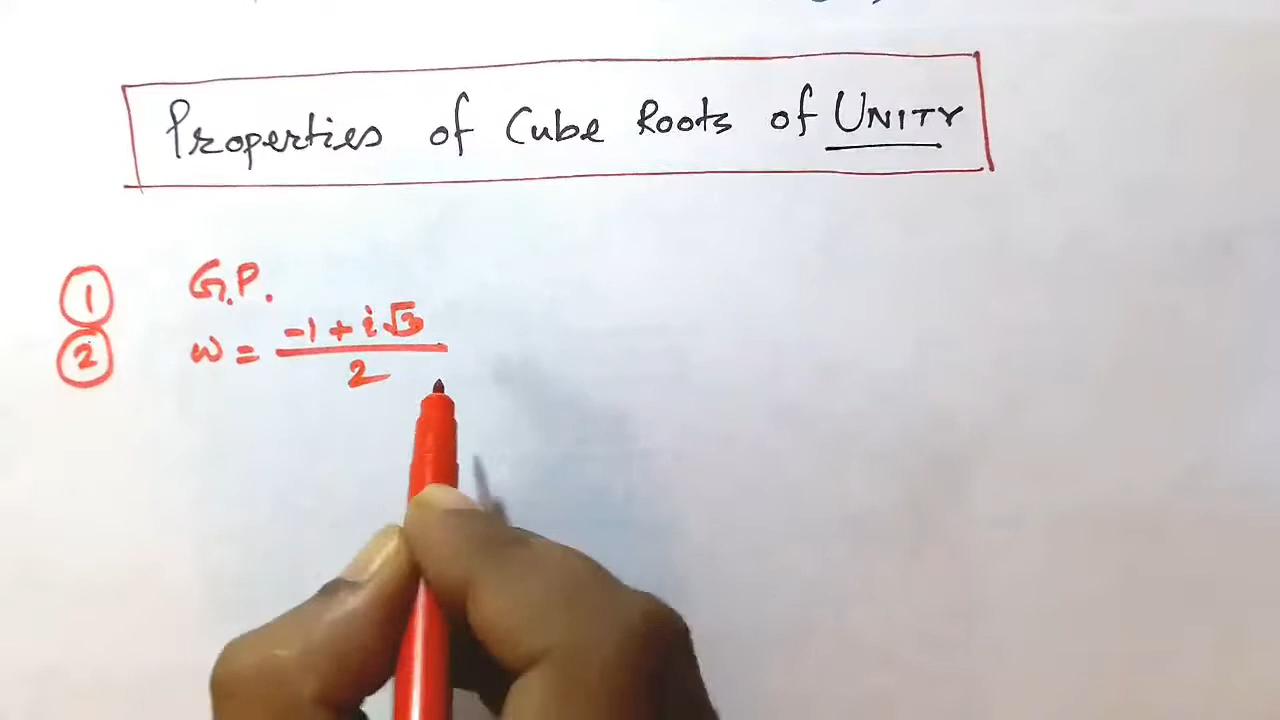 Properties of Cube Roots of UNITY
1 G.P.
2 ω = (-1 + i√3)/2